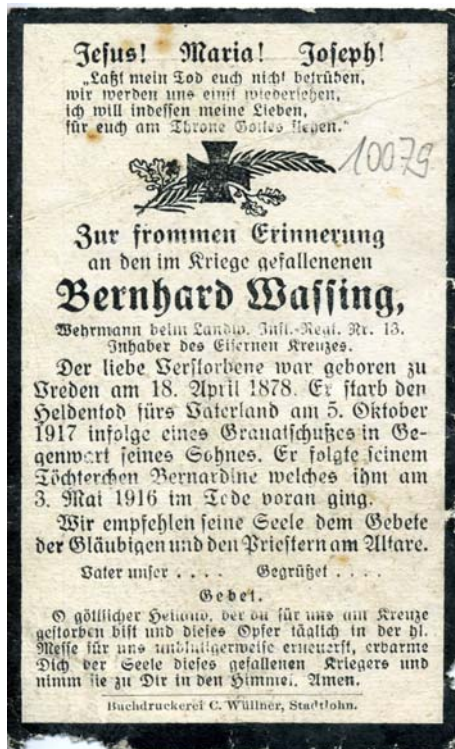 Jesus! Maria! Joseph!
„Laßt mein Tod euch nicht betrüben,
wir werden uns einst wiedersehen,
ich will indessen meine Lieben,
für euch am Throne Gottes flehen."
10079.
Zur frommen Erinnerung
an den im Kriege gefallenenen
Bernhard Wassing,
Wehrmann beim Landw. Inft.-Regt. Nr. 13.
Inhaber des Eisernen Kreuzes.
Der liebe Verstorbene war geboren zu
Vreden am 18. April 1878. Er starb den
Heldentod fürs Vaterland am 5. Oktober
1917 infolge eines Granatschußes in Ge-
genwart seines Sohnes. Er folgte seinem
Töchterchen Bernardine welches ihm am
3. Mai 1916 im Tode voran ging.
Wir empfehlen seine Seele dem Gebete
der Gläubigen und den Priestern am Altare.
Vater unser . . . . Gegrüßet . . . .
Gebet.
O göttlicher Heiland, der du für uns am Kreuze
gestorben bist und dieses Opfer täglich in der hl.
Messe für uns unblutigerweise erneuerst, erbarme
Dich der Seele dieses gefallenen Kriegers und
nimm sie zu Dir in den Himmel. Amen.
Buchdruckerei C. Wüllner, Stadtlohn.